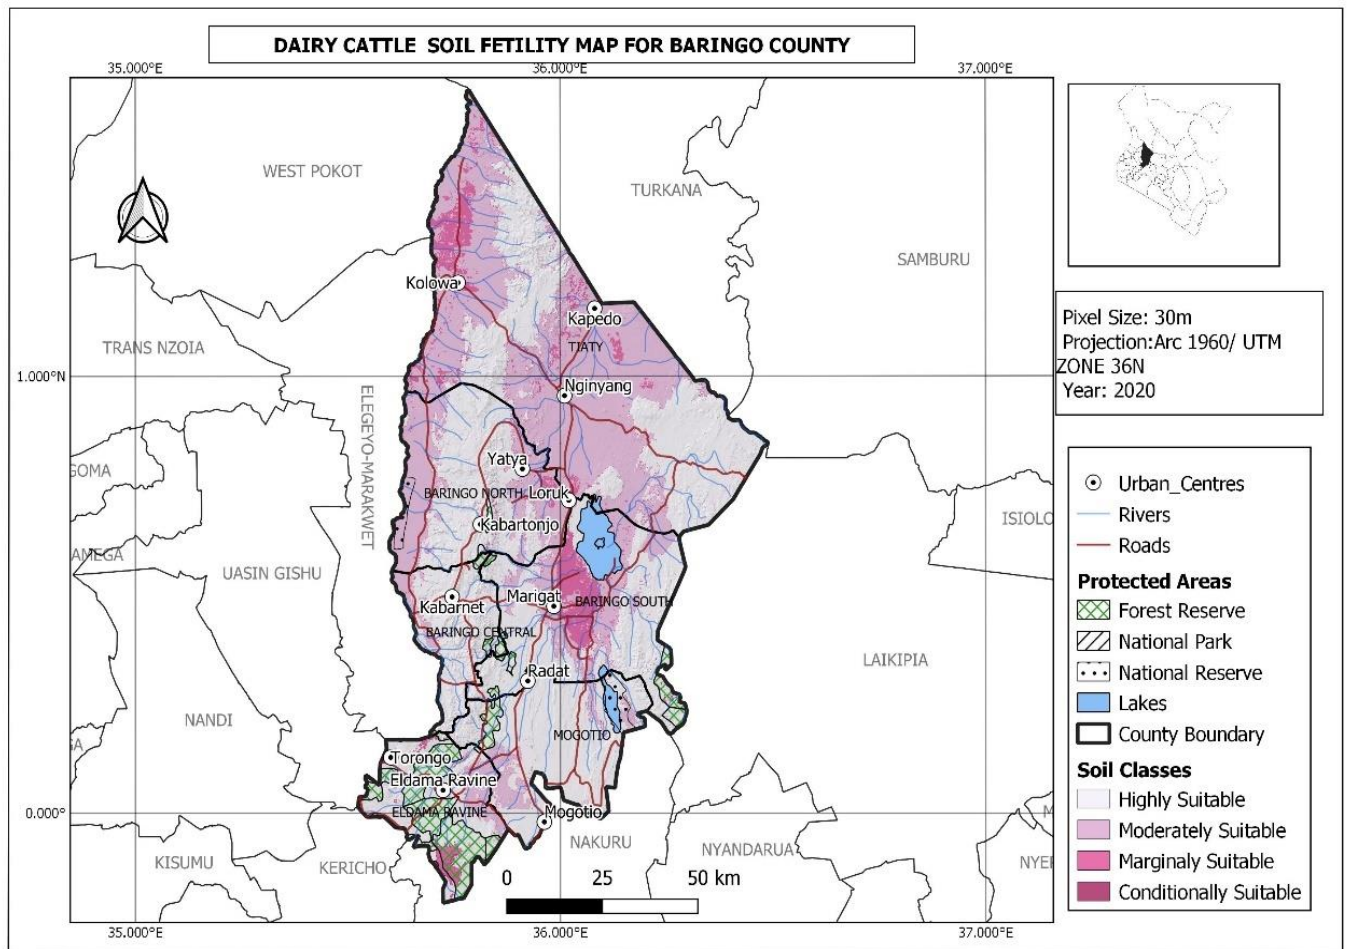 DAIRY CATTLE SOIL FETILITY MAP FOR BARINGO COUNTY
35.000°E
36.000°E
37.000°E
WEST POKOT
TURKANA
SAMBURU
Kolowa
Kapedo
TIATY
TRANS NZOIA
1.000°N
Nginyang
ELEGEYO-MARAKWET
GOMA
Yatya
BARINGO NORTH
Loruk
Kabartonjo
ISIOLO
AMEGA
UASIN GISHU
Kabarnet
Marigat
BARINGO SOUTH
BARINGO CENTRAL
LAIKIPIA
Radat
NANDI
MOGOTIO
GA
Torongo
Eldama Ravine
ELDAMA RAVINE
0.000°
Mogotio
M
KISUMU
KERICHO
NAKURU
NYANDARUA
NYER
0
25
50 km
35.000°E
36.000°E
37.000°E
Pixel Size: 30m
Projection:Arc 1960/ UTM
ZONE 36N
Year: 2020
Urban_Centres
Rivers
Roads
Protected Areas
Forest Reserve
National Park
National Reserve
Lakes
County Boundary
Soil Classes
Highly Suitable
Moderately Suitable
Marginaly Suitable
Conditionally Suitable